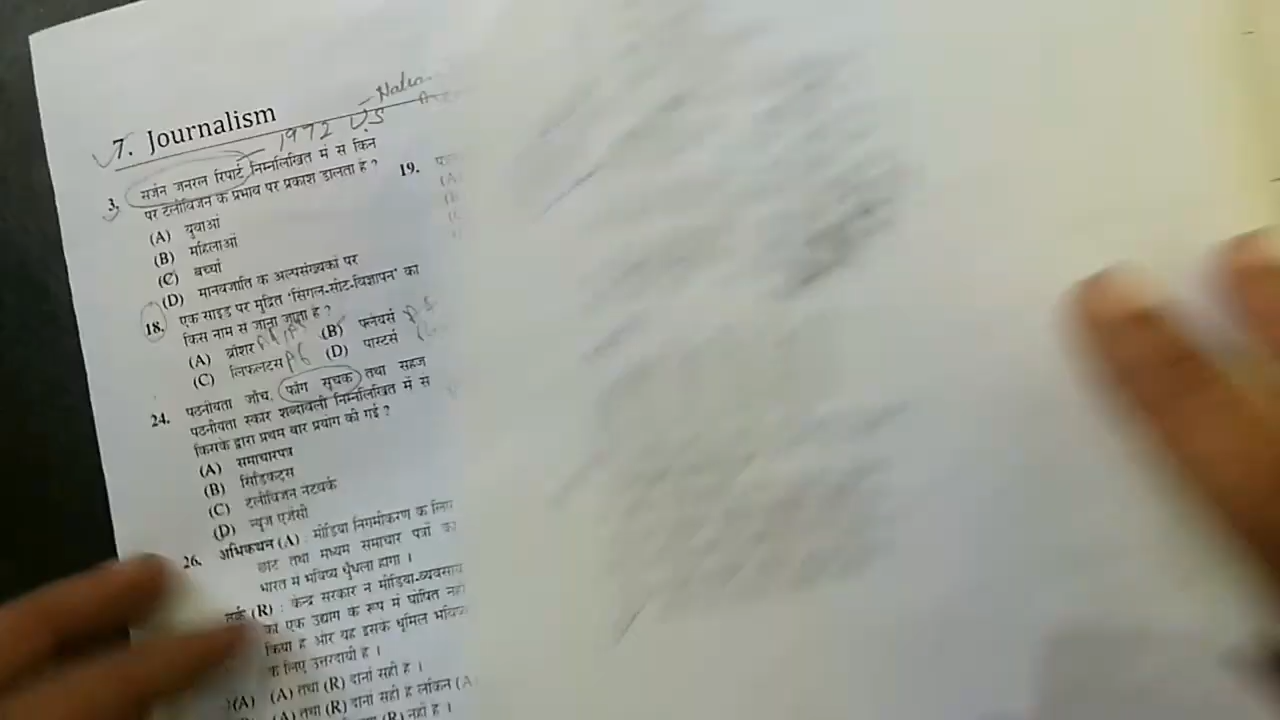 7. Journalism
1972 U.S
3. सर्जन जनरल रिपोर्ट निम्नलिखित में से किन
पर टेलीविजन के प्रभाव पर प्रकाश डालता है ?
(A) युवाओं
(B) महिलाओं
(C) बच्चों
(D) मानवजाति के अल्पसंख्यकों पर
18. एक साइड पर मुद्रित 'सिंगल-सीट-विज्ञापन' को
किस नाम से जाना जाता है ?
(A) ब्रोशर (B) फ्लेयर्स
(C) लिफलेट्स (D) पोस्टर्स
24. पठनीयता जाँच, फॉग सूचक तथा सहज
पठनीयता स्कोर शब्दावली निम्नलिखित में से
किसके द्वारा प्रथम बार प्रयोग की गई ?
(A) समाचारपत्र
(B) सिंडिकेट्स
(C) टेलीविजन नेटवर्क
(D) न्यूज एजेंसी
26. अभिकथन (A) : मीडिया निगमीकरण के लिए
छोटे तथा मध्यम समाचार पत्रों का
भारत में भविष्य धुँधला होगा ।
तर्क (R) : केन्द्र सरकार ने मीडिया-व्यवसाय
को एक उद्योग के रूप में घोषित नहीं
किया है और यह इसके धूमिल भविष्य
के लिए उत्तरदायी है ।
(A) (A) तथा (R) दोनों सही हैं ।
(A) तथा (R) दोनों सही हैं लेकिन (A)
(R) नहीं है ।
19.
(A)